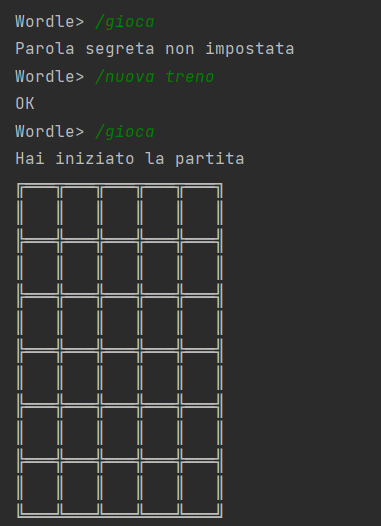 Wordle> /gioca
Parola segreta non impostata
Wordle> /nuova treno
OK
Wordle> /gioca
Hai iniziato la partita